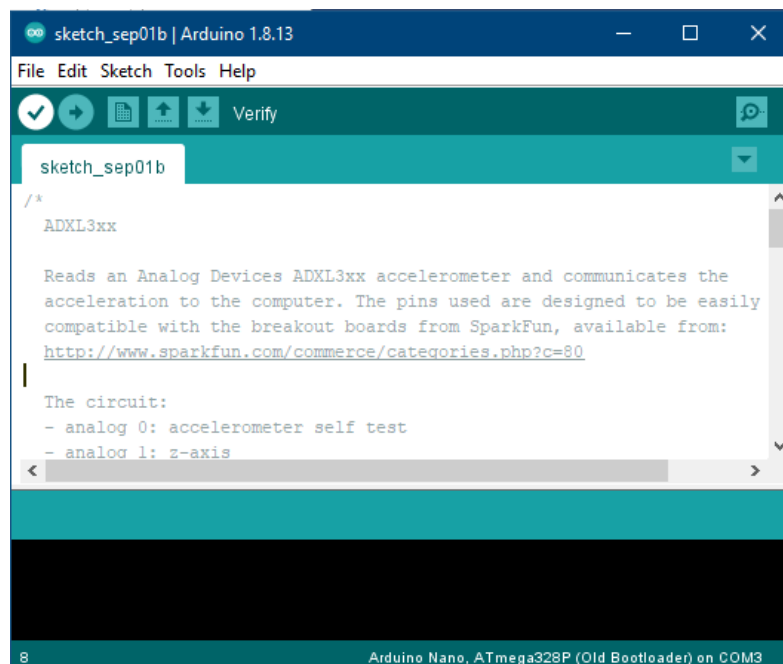 sketch_sep01b | Arduino 1.8.13
File Edit Sketch Tools Help
Verify
sketch_sep01b
/*
ADXL3xx
Reads an Analog Devices ADXL3xx accelerometer and communicates the
acceleration to the computer. The pins used are designed to be easily
compatible with the breakout boards from SparkFun, available from:
http://www.sparkfun.com/commerce/categories.php?c=80
The circuit:
- analog 0: accelerometer self test
- analog 1: z-axis
8
Arduino Nano, ATmega328P (Old Bootloader) on COM3